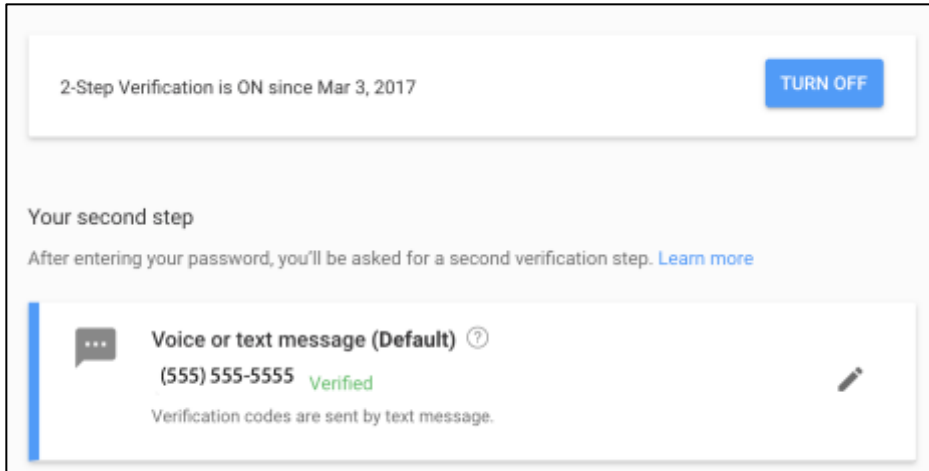 2-Step Verification is ON since Mar 3, 2017
TURN OFF
Your second step
After entering your password, you'll be asked for a second verification step. Learn more
Voice or text message (Default) ?
(555) 555-5555 Verified
Verification codes are sent by text message.